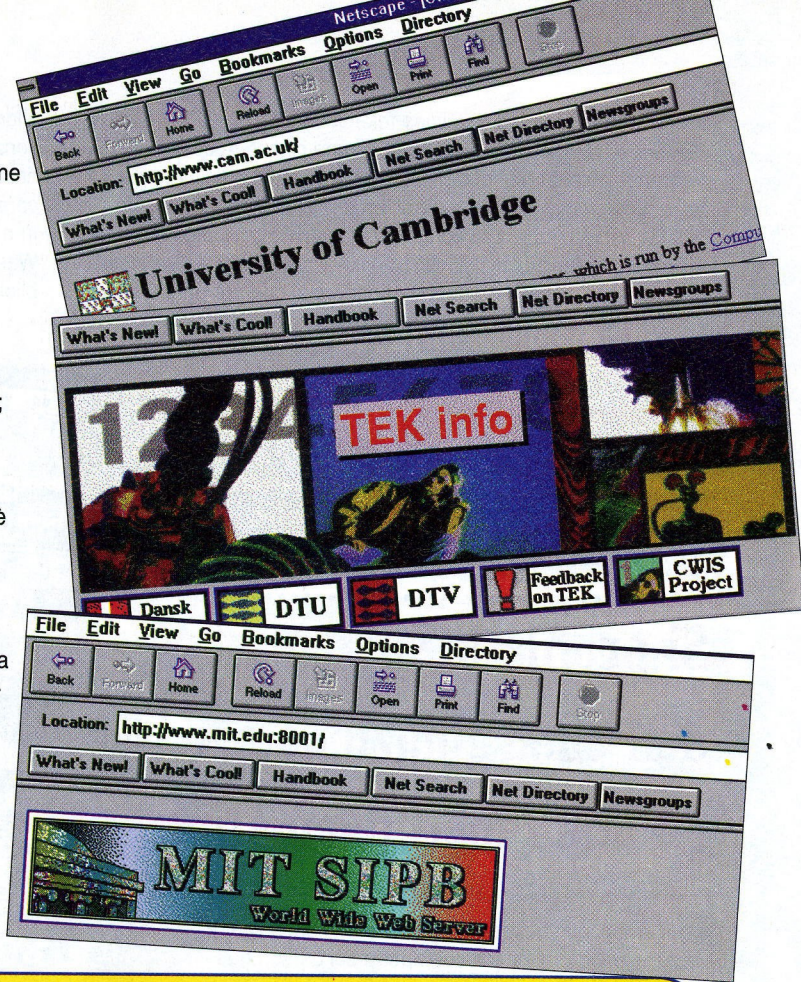 Netscape -
File Edit View Go Bookmarks Options Directory
Back Forward Home Reload Images Open Print Find Stop
Location: http://www.cam.ac.uk/
What's New! What's Cool! Handbook Net Search Net Directory Newsgroups
University of Cambridge
which is run by the
What's New! What's Cool! Handbook Net Search Net Directory Newsgroups
1234567
TEK info
Dansk DTU DTV Feedback on TEK CWIS Project
File Edit View Go Bookmarks Options Directory
Back Forward Home Reload Images Open Print Find Stop
Location: http://www.mit.edu:8001/
What's New! What's Cool! Handbook Net Search Net Directory Newsgroups
MIT SIPB
World Wide Web Server
ne
;
è
a